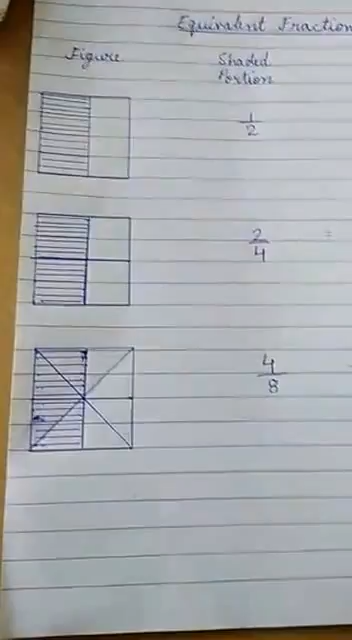 Equivalent Fraction
Figure
Shaded
Portion
1/2
2/4 =
4/8